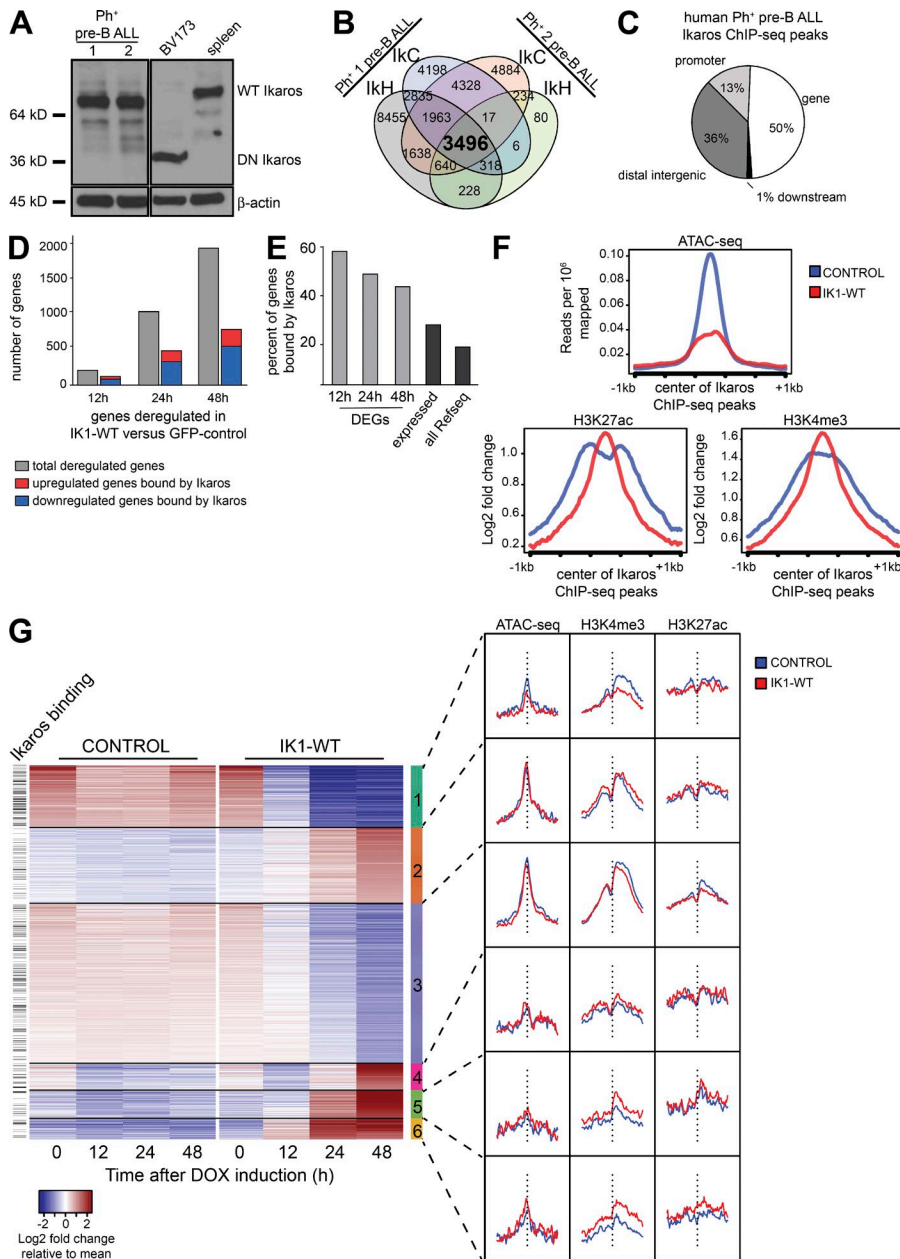 A
Ph+
pre-B ALL
1 2
BV173
spleen
WT Ikaros
64 kD
36 kD
DN Ikaros
45 kD
β-actin
B
Ph+ 1 pre-B ALL
Ph+ 2 pre-B ALL
IkC
IkC
IkH
IkH
4198
4884
4328
2835
234
8455
1963
17
80
3496
1638
6
640
318
228
C
human Ph+ pre-B ALL
Ikaros ChIP-seq peaks
promoter
13%
gene
50%
36%
distal intergenic
1% downstream
D
number of genes
2000
1500
1000
500
0
12h 24h 48h
genes deregulated in
IK1-WT versus GFP-control
total deregulated genes
upregulated genes bound by Ikaros
downregulated genes bound by Ikaros
E
percent of genes
bound by Ikaros
60
40
20
12h 24h 48h
DEGs
expressed
all Refseq
F
ATAC-seq
Reads per 10⁶
mapped
0.10
0.08
0.06
0.04
0.02
-1kb center of Ikaros +1kb
ChIP-seq peaks
CONTROL
IK1-WT
H3K27ac
Log2 fold change
1.0
0.6
0.2
-1kb center of Ikaros +1kb
ChIP-seq peaks
H3K4me3
Log2 fold change
1.6
1.4
1.0
0.6
-1kb center of Ikaros +1kb
ChIP-seq peaks
G
Ikaros binding
CONTROL IK1-WT
1
2
3
4
5
6
0 12 24 48 0 12 24 48
Time after DOX induction (h)
-2 0 2
Log2 fold change
relative to mean
ATAC-seq H3K4me3 H3K27ac
CONTROL
IK1-WT